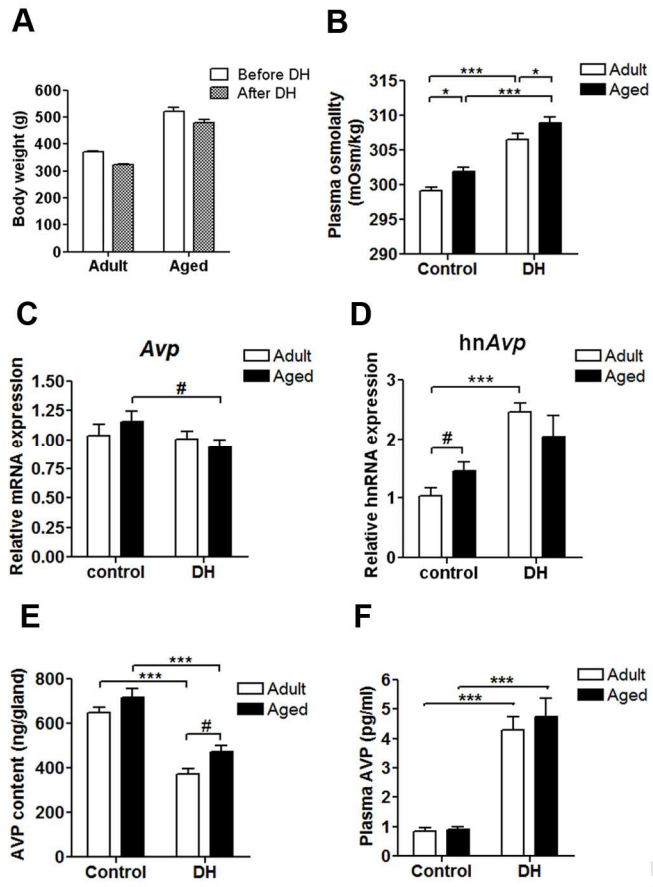 A
Before DH
After DH
Body weight (g)
600
500
400
300
200
100
0
Adult
Aged
B
Adult
Aged
Plasma osmolality
(mOsm/kg)
315
310
305
300
295
290
***
*
*
***
Control
DH
C
Avp
Adult
Aged
Relative mRNA expression
1.50
1.25
1.00
0.75
0.50
0.25
0.00
#
control
DH
D
hnAvp
Adult
Aged
Relative hnRNA expression
3
2
1
0
***
#
control
DH
E
Adult
Aged
AVP content (ng/gland)
800
600
400
200
0
***
***
#
Control
DH
F
Adult
Aged
Plasma AVP (pg/ml)
6
5
4
3
2
1
0
***
***
Control
DH